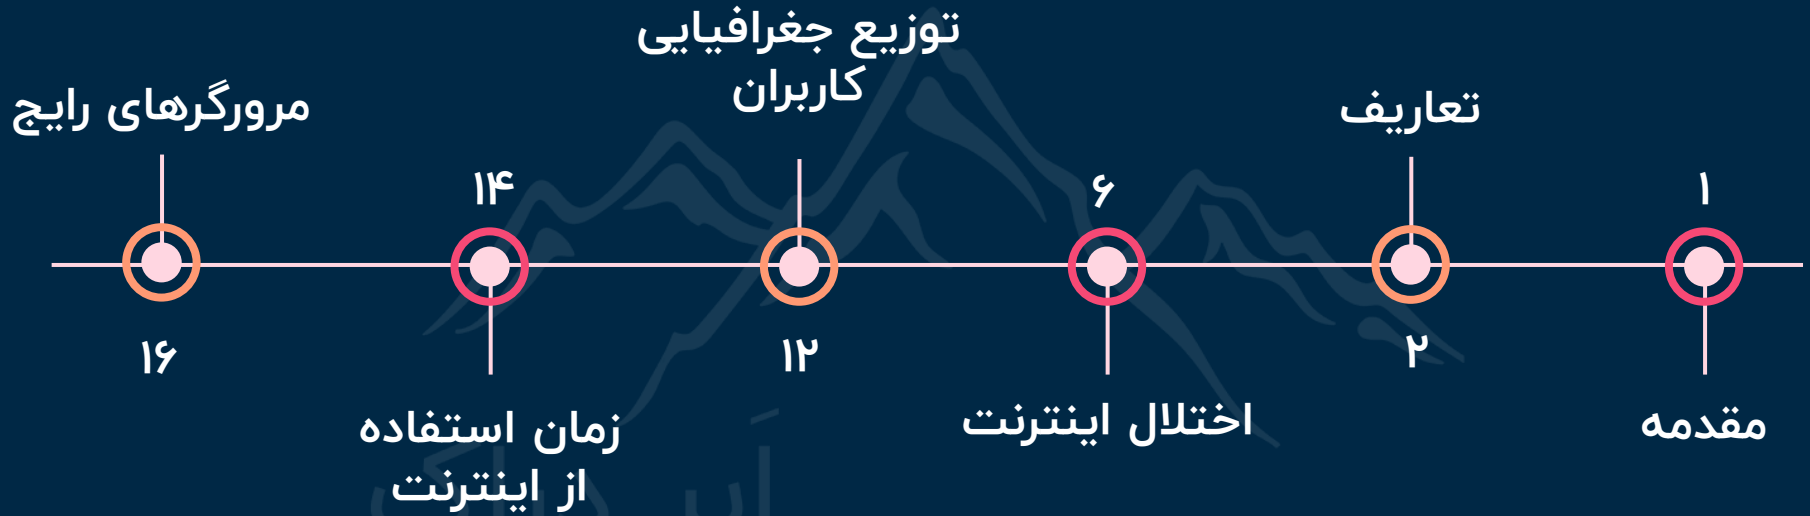 ۱
مقدمه
تعاریف
۲
۶
اختلال اینترنت
توزیع جغرافیایی
کاربران
۱۲
۱۴
زمان استفاده
از اینترنت
مرورگرهای رایج
۱۶